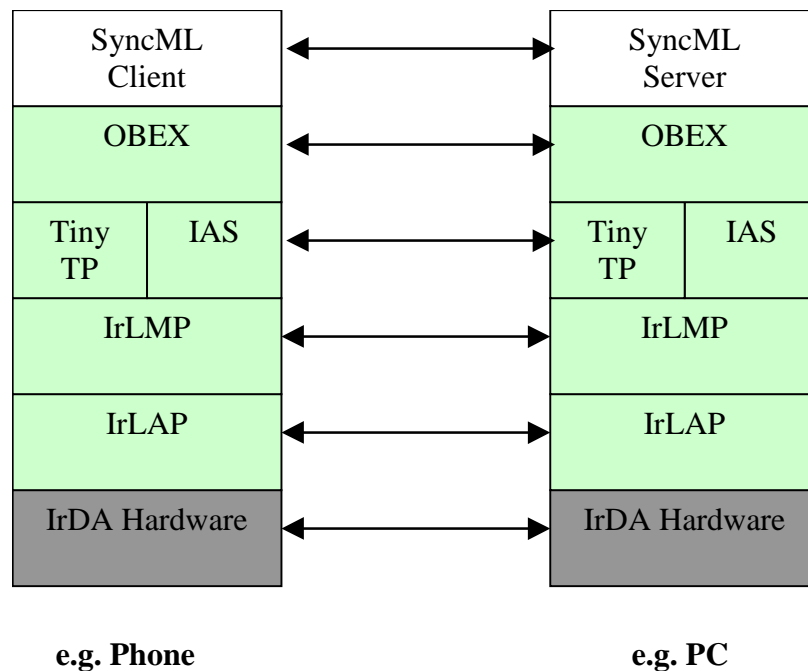 SyncML
Client
SyncML
Server
OBEX
OBEX
Tiny
TP
IAS
Tiny
TP
IAS
IrLMP
IrLMP
IrLAP
IrLAP
IrDA Hardware
IrDA Hardware
e.g. Phone
e.g. PC